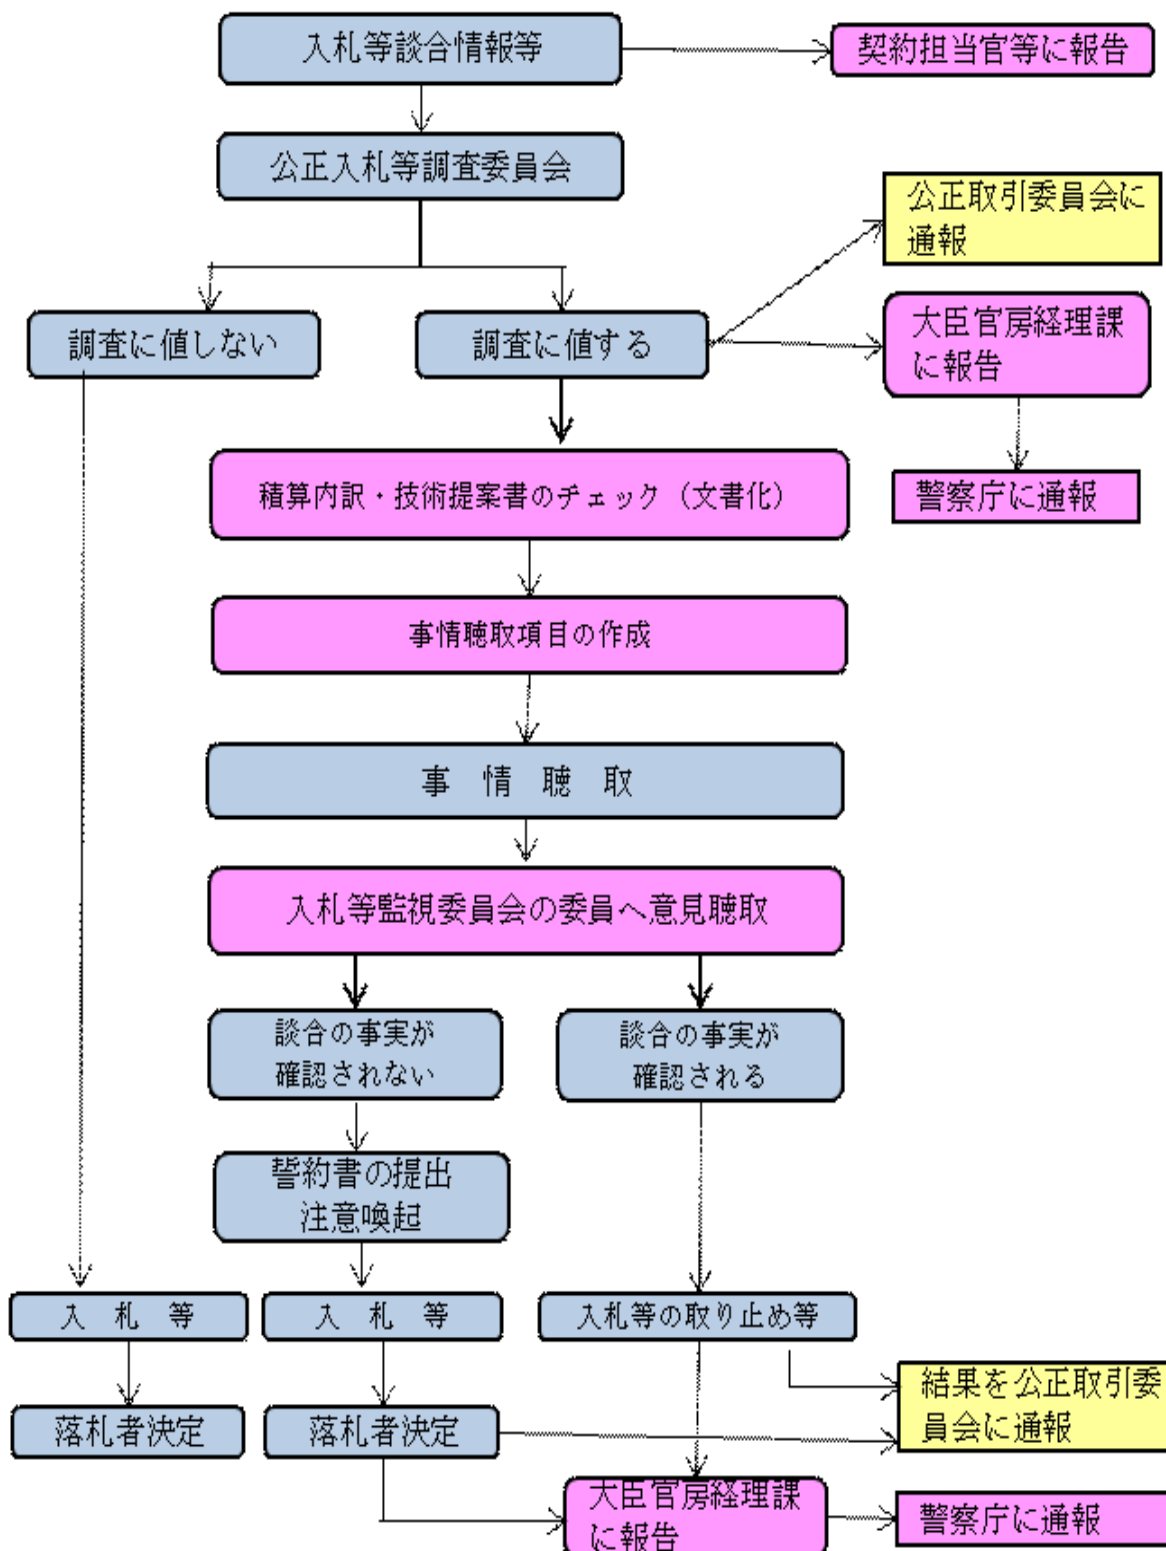 入札等談合情報等
契約担当官等に報告
公正入札等調査委員会
公正取引委員会に
通報
調査に値しない
調査に値する
大臣官房経理課
に報告
積算内訳・技術提案書のチェック（文書化）
警察庁に通報
事情聴取項目の作成
事　情　聴　取
入札等監視委員会の委員へ意見聴取
談合の事実が
確認されない
談合の事実が
確認される
誓約書の提出
注意喚起
入　札　等
入　札　等
入札等の取り止め等
結果を公正取引委
員会に通報
落札者決定
落札者決定
大臣官房経理課
に報告
警察庁に通報